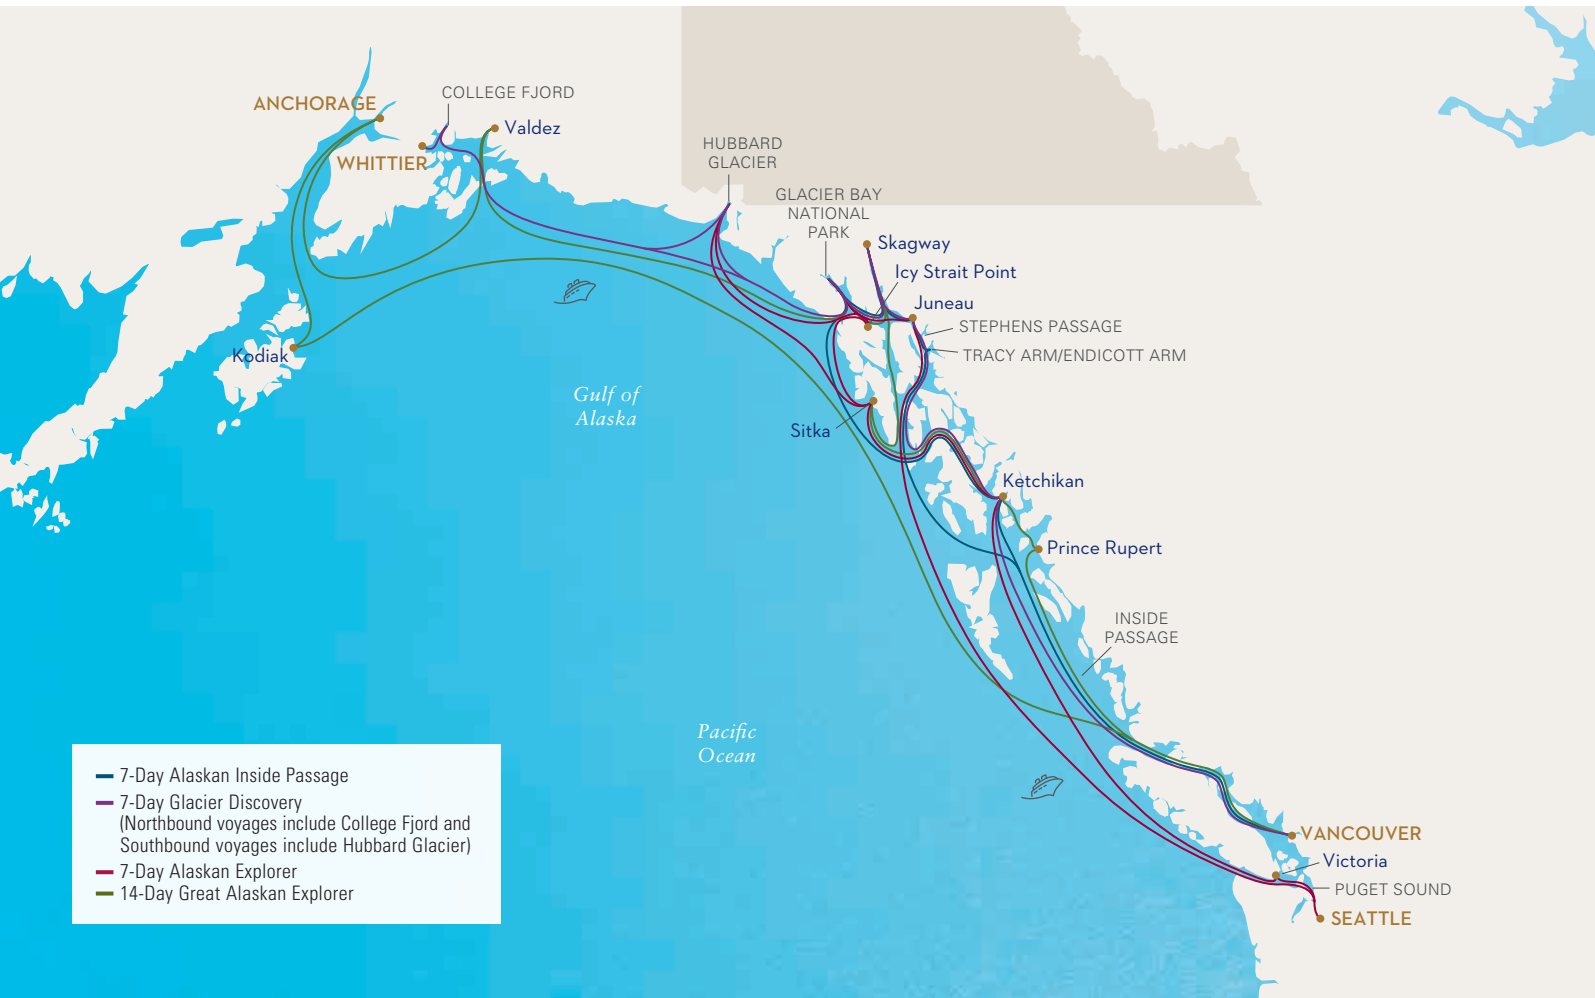 ANCHORAGE
COLLEGE FJORD
Valdez
WHITTIER
HUBBARD
GLACIER
GLACIER BAY
NATIONAL
PARK
Skagway
Icy Strait Point
Juneau
STEPHENS PASSAGE
TRACY ARM/ENDICOTT ARM
Kodiak
Gulf of
Alaska
Sitka
Ketchikan
Prince Rupert
INSIDE
PASSAGE
Pacific
Ocean
7-Day Alaskan Inside Passage
7-Day Glacier Discovery
(Northbound voyages include College Fjord and
Southbound voyages include Hubbard Glacier)
7-Day Alaskan Explorer
14-Day Great Alaskan Explorer
VANCOUVER
Victoria
PUGET SOUND
SEATTLE